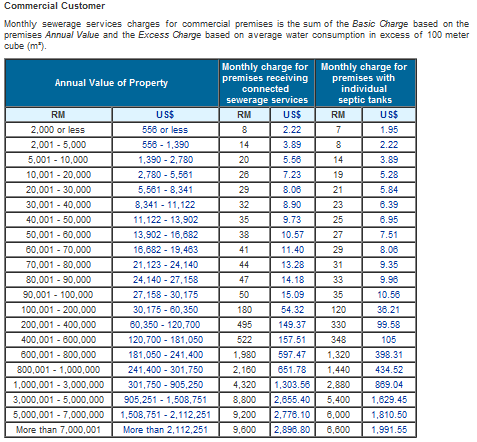 Commercial Customer
Monthly sewerage services charges for commercial premises is the sum of the Basic Charge based on the
premises Annual Value and the Excess Charge based on average water consumption in excess of 100 meter
cube (m³).
Annual Value of Property
Monthly charge for premises receiving connected sewerage services
Monthly charge for premises with individual septic tanks
RM US$ RM US$ RM US$
2,000 or less 556 or less 8 2.22 7 1.95
2,001 - 5,000 556 - 1,390 14 3.89 8 2.22
5,001 - 10,000 1,390 - 2,780 20 5.56 14 3.89
10,001 - 20,000 2,780 - 5,561 26 7.23 19 5.28
20,001 - 30,000 5,561 - 8,341 29 8.06 21 5.84
30,001 - 40,000 8,341 - 11,122 32 8.90 23 6.39
40,001 - 50,000 11,122 - 13,902 35 9.73 25 6.95
50,001 - 60,000 13,902 - 16,682 38 10.57 27 7.51
60,001 - 70,000 16,682 - 19,463 41 11.40 29 8.06
70,001 - 80,000 21,123 - 24,140 44 13.28 31 9.35
80,001 - 90,000 24,140 - 27,158 47 14.18 33 9.96
90,001 - 100,000 27,158 - 30,175 50 15.09 35 10.56
100,001 - 200,000 30,175 - 60,350 180 54.32 120 36.21
200,001 - 400,000 60,350 - 120,700 495 149.37 330 99.58
400,001 - 600,000 120,700 - 181,050 522 157.51 348 105
600,001 - 800,000 181,050 - 241,400 1,980 597.47 1,320 398.31
800,001 - 1,000,000 241,400 - 301,750 2,160 651.78 1,440 434.52
1,000,001 - 3,000,000 301,750 - 905,250 4,320 1,303.56 2,880 869.04
3,000,001 - 5,000,000 905,251 - 1,508,751 8,800 2,655.40 5,400 1,629.45
5,000,001 - 7,000,000 1,508,751 - 2,112,251 9,200 2,776.10 6,000 1,810.50
More than 7,000,001 More than 2,112,251 9,600 2,896.80 6,600 1,991.55